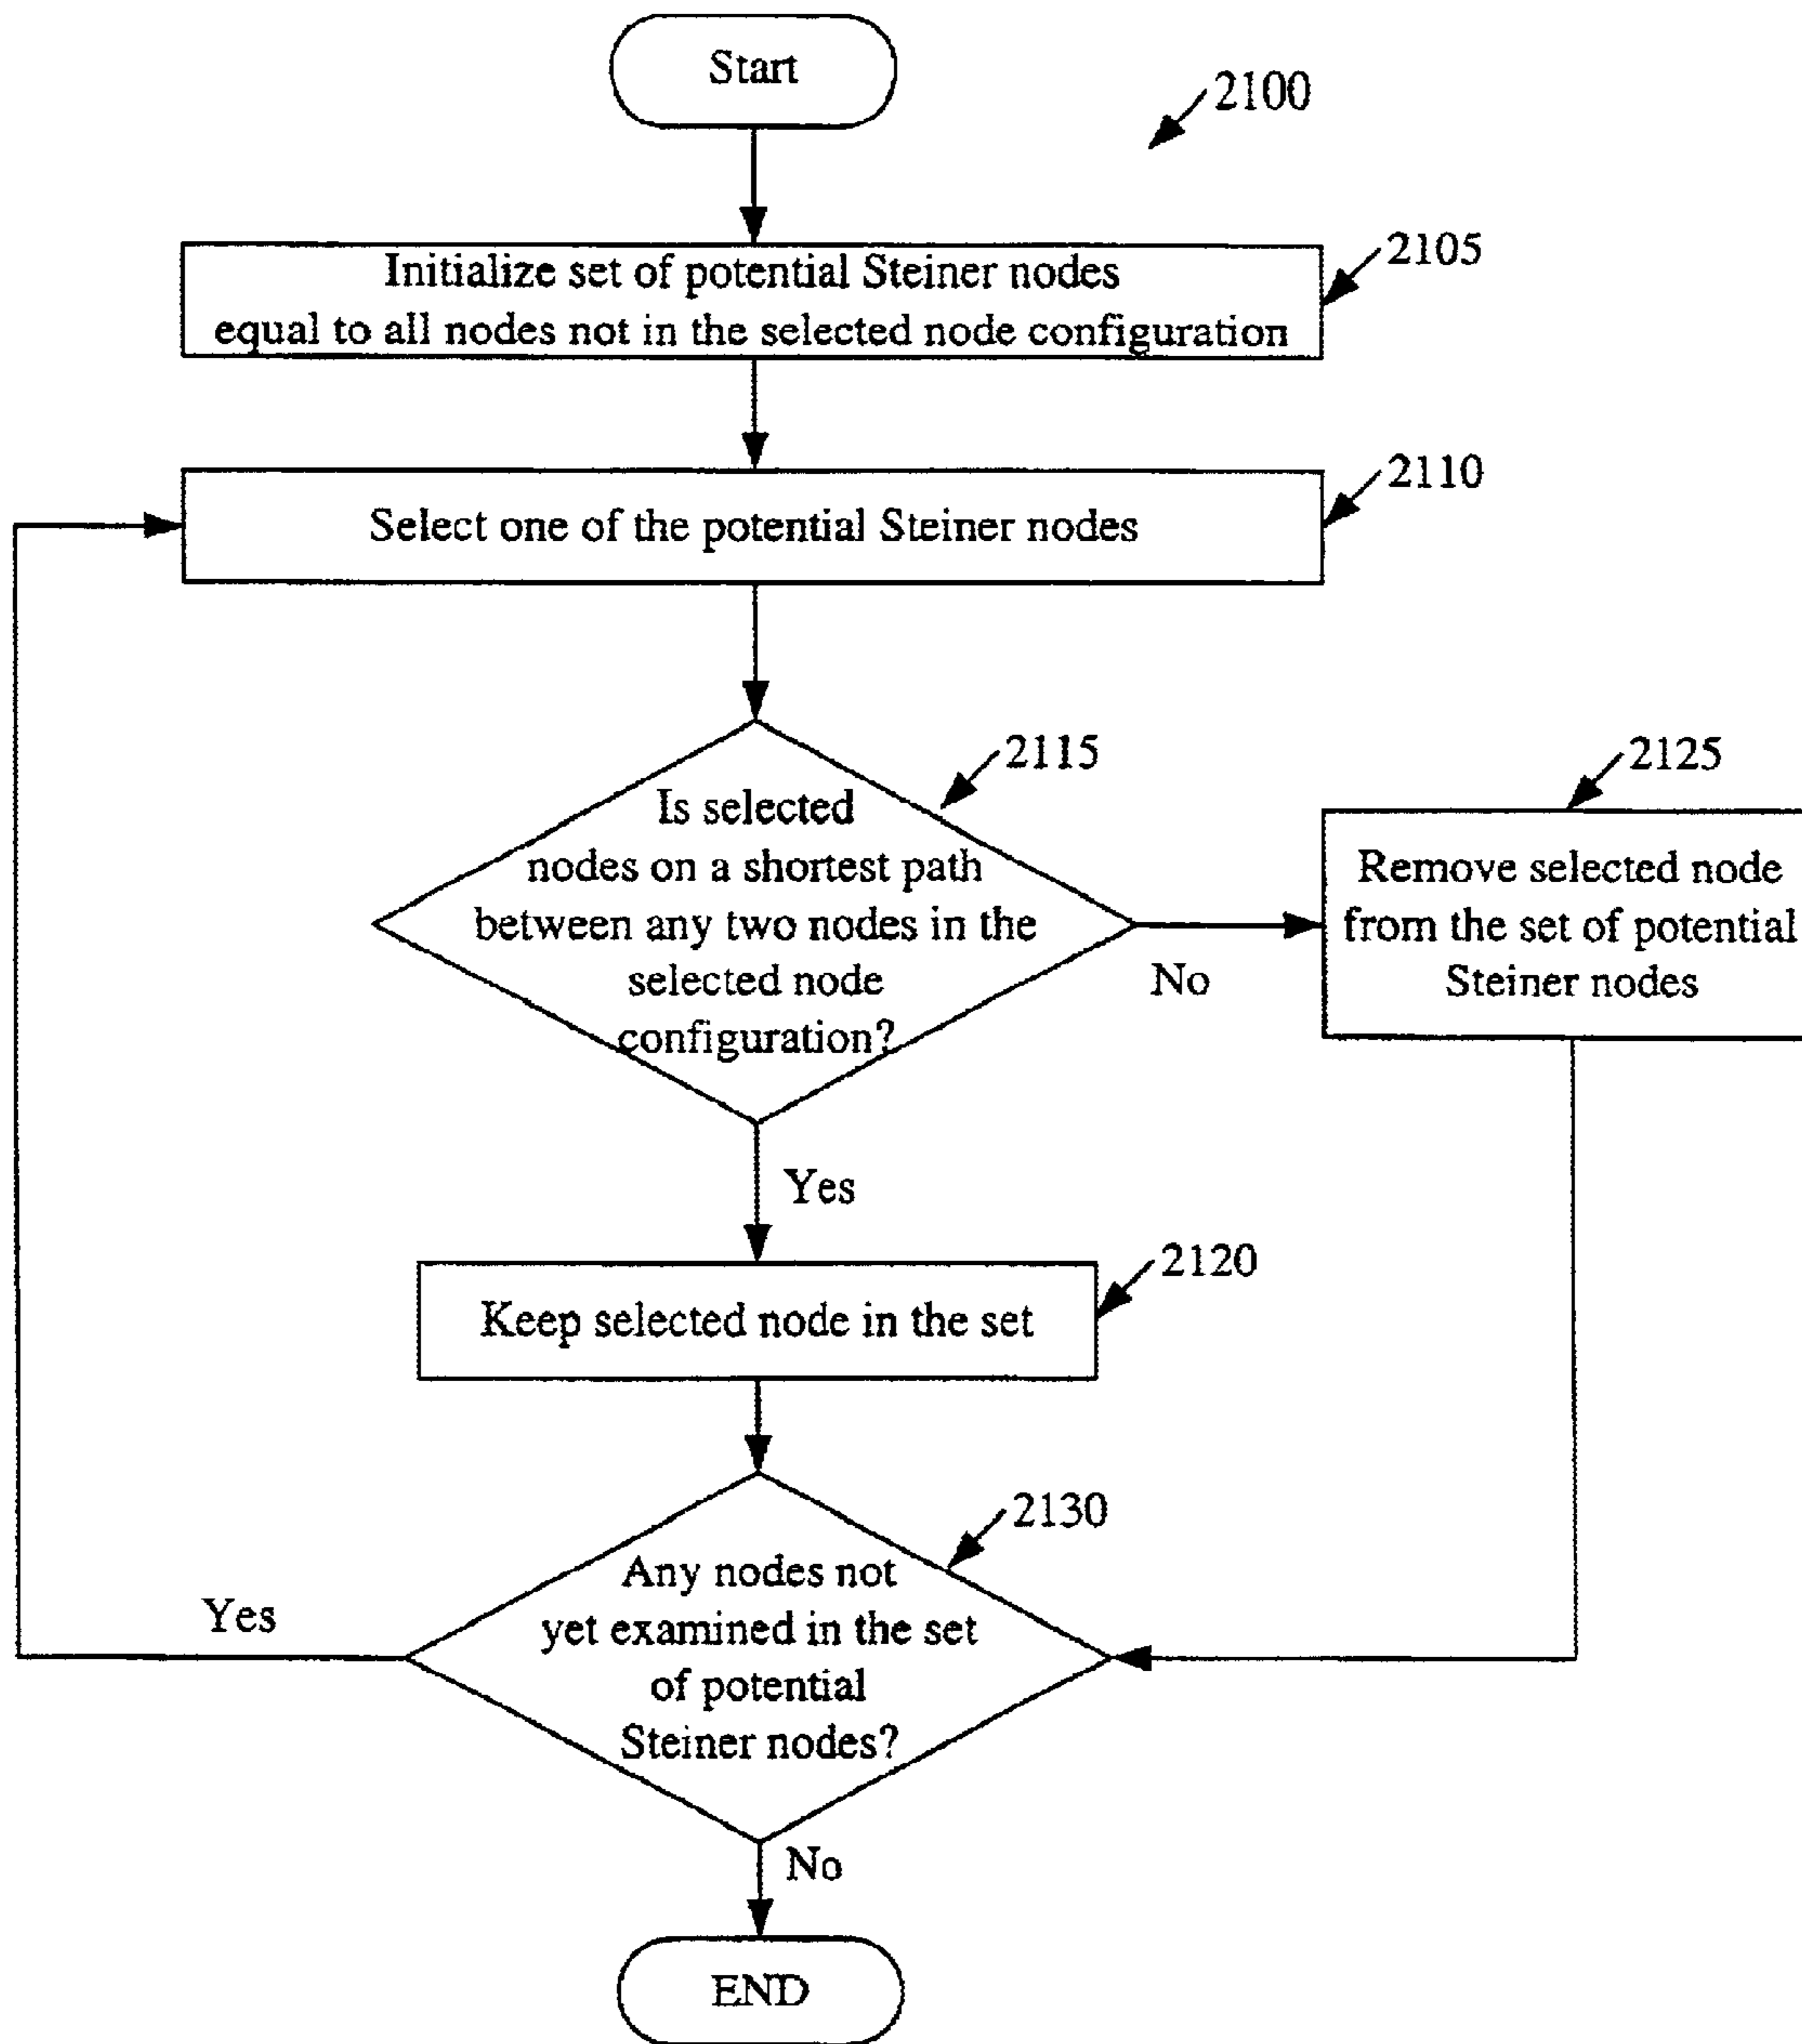 Start
2100
2105
Initialize set of potential Steiner nodes
equal to all nodes not in the selected node configuration
2110
Select one of the potential Steiner nodes
2115
Is selected
nodes on a shortest path
between any two nodes in the
selected node
configuration?
No
2125
Remove selected node
from the set of potential
Steiner nodes
Yes
2120
Keep selected node in the set
2130
Any nodes not
yet examined in the set
of potential
Steiner nodes?
Yes
No
END